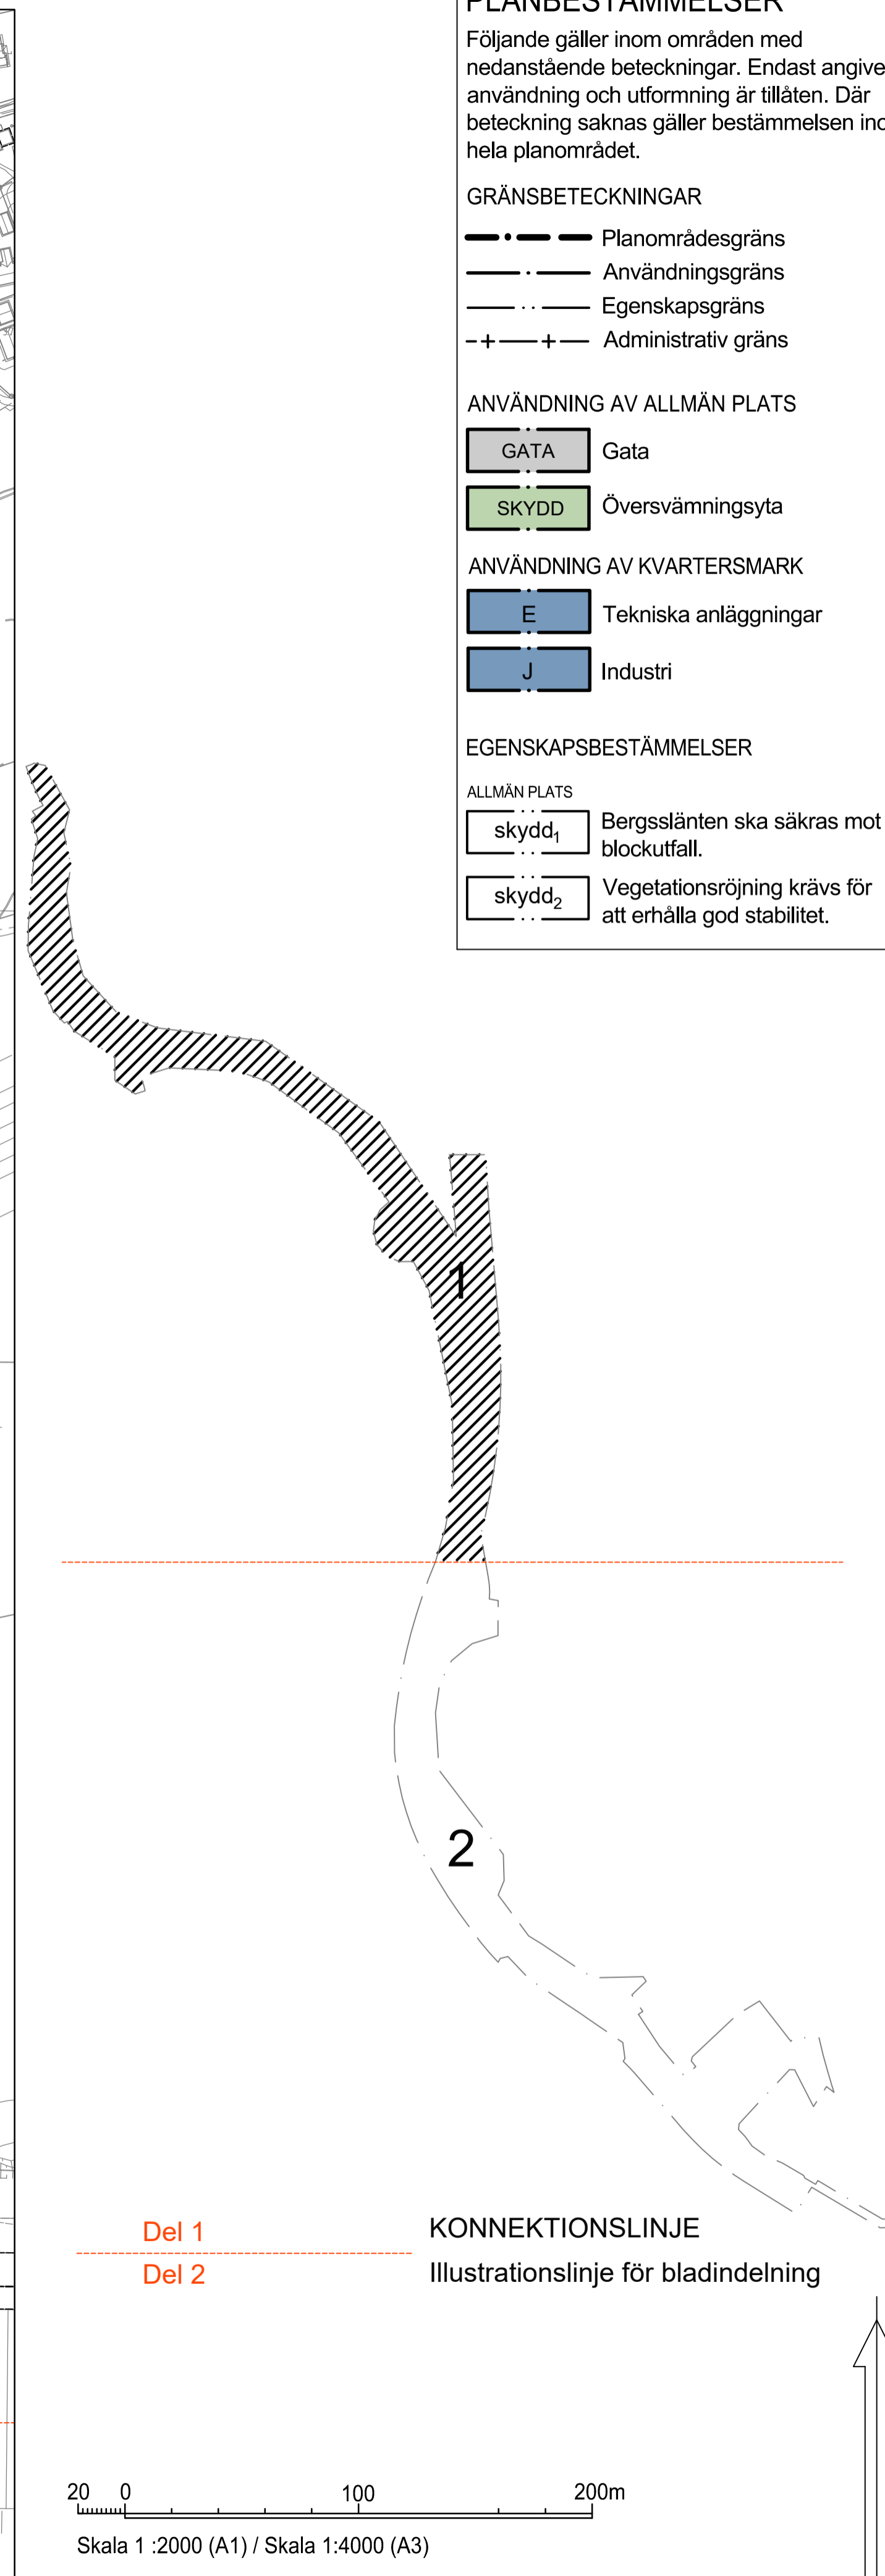 PLANBESTÄMMELSER
Följande gäller inom områden med
nedanstående beteckningar. Endast angive
användning och utformning är tillåten. Där
beteckning saknas gäller bestämmelsen ino
hela planområdet.
GRÄNSBETECKNINGAR
Planområdesgräns
Användningsgräns
Egenskapsgräns
Administrativ gräns
ANVÄNDNING AV ALLMÄN PLATS
GATA Gata
SKYDD Översvämningsyta
ANVÄNDNING AV KVARTERSMARK
E Tekniska anläggningar
J Industri
EGENSKAPSBESTÄMMELSER
ALLMÄN PLATS
skydd₁ Bergsslänten ska säkras mot
blockutfall.
skydd₂ Vegetationsröjning krävs för
att erhålla god stabilitet.
1
2
Del 1
Del 2
KONNEKTIONSLINJE
Illustrationslinje för bladindelning
20 0 100 200m
Skala 1 :2000 (A1) / Skala 1:4000 (A3)